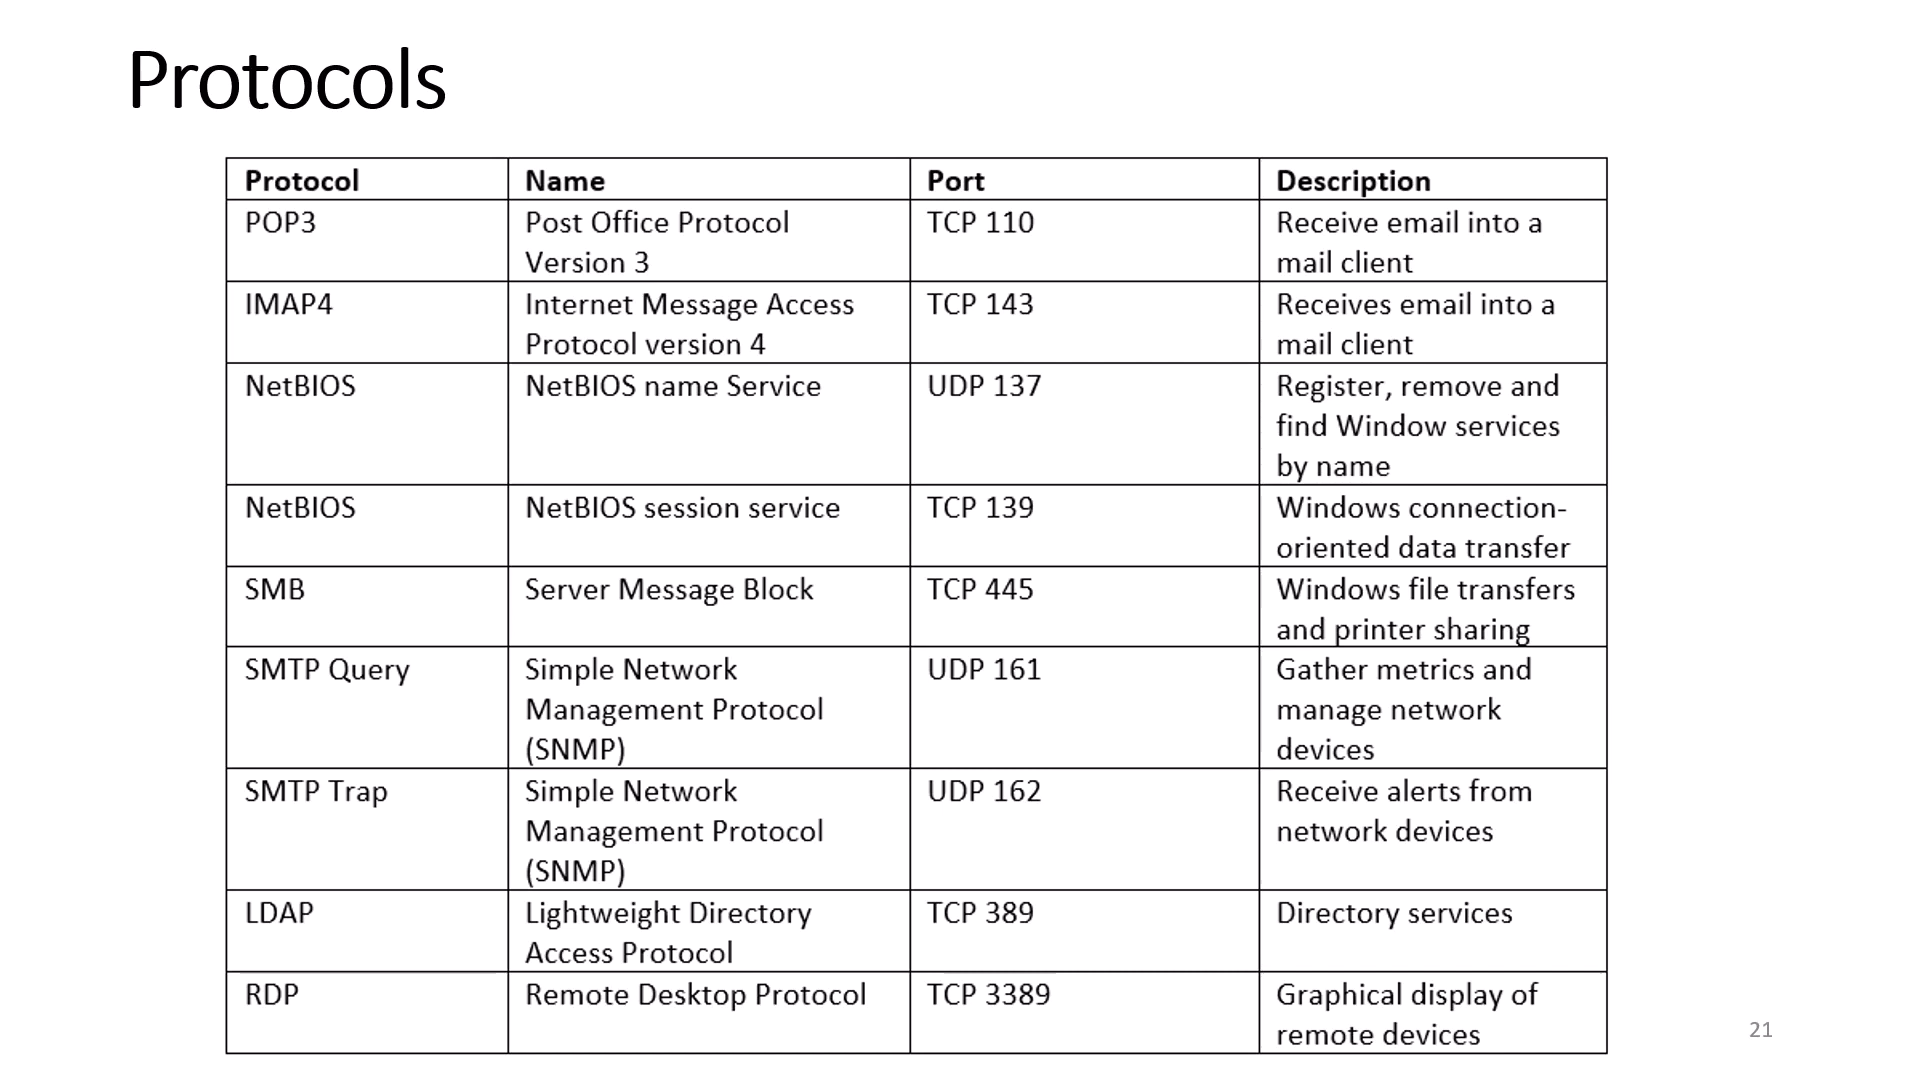 Protocols
Protocol Name Port Description
POP3 Post Office Protocol TCP 110 Receive email into a
Version 3 mail client
IMAP4 Internet Message Access TCP 143 Receives email into a
Protocol version 4 mail client
NetBIOS NetBIOS name Service UDP 137 Register, remove and
find Window services
by name
NetBIOS NetBIOS session service TCP 139 Windows connection-
oriented data transfer
SMB Server Message Block TCP 445 Windows file transfers
and printer sharing
SMTP Query Simple Network UDP 161 Gather metrics and
Management Protocol manage network
(SNMP) devices
SMTP Trap Simple Network UDP 162 Receive alerts from
Management Protocol network devices
(SNMP)
LDAP Lightweight Directory TCP 389 Directory services
Access Protocol
RDP Remote Desktop Protocol TCP 3389 Graphical display of
remote devices
21